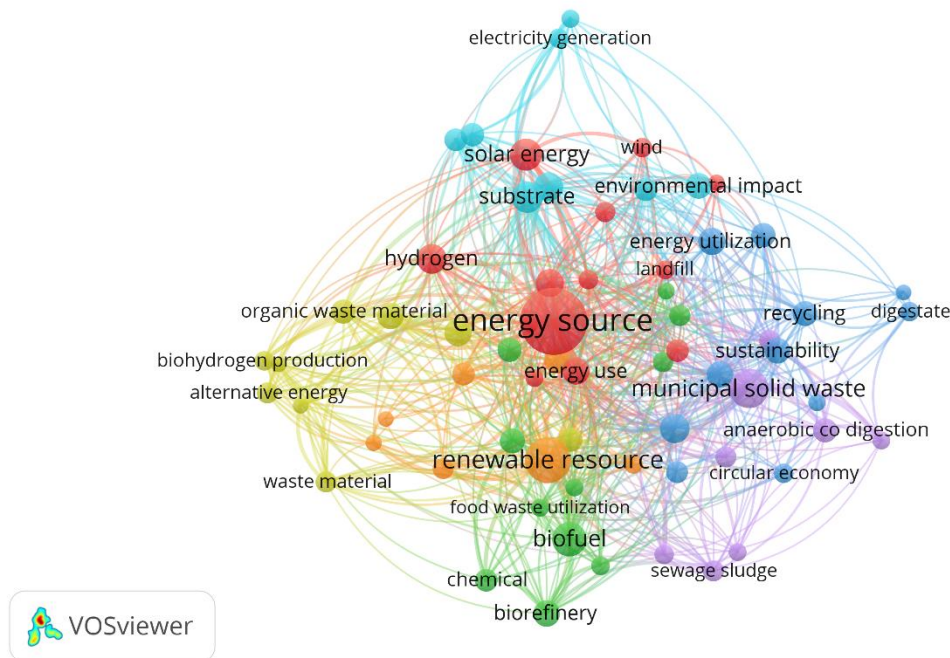 electricity generation
wind
solar energy
environmental impact
substrate
energy utilization
hydrogen
landfill
organic waste material
recycling
digestate
energy source
sustainability
biohydrogen production
energy use
municipal solid waste
alternative energy
anaerobic co digestion
renewable resource
circular economy
waste material
food waste utilization
biofuel
sewage sludge
chemical
biorefinery
VOSviewer